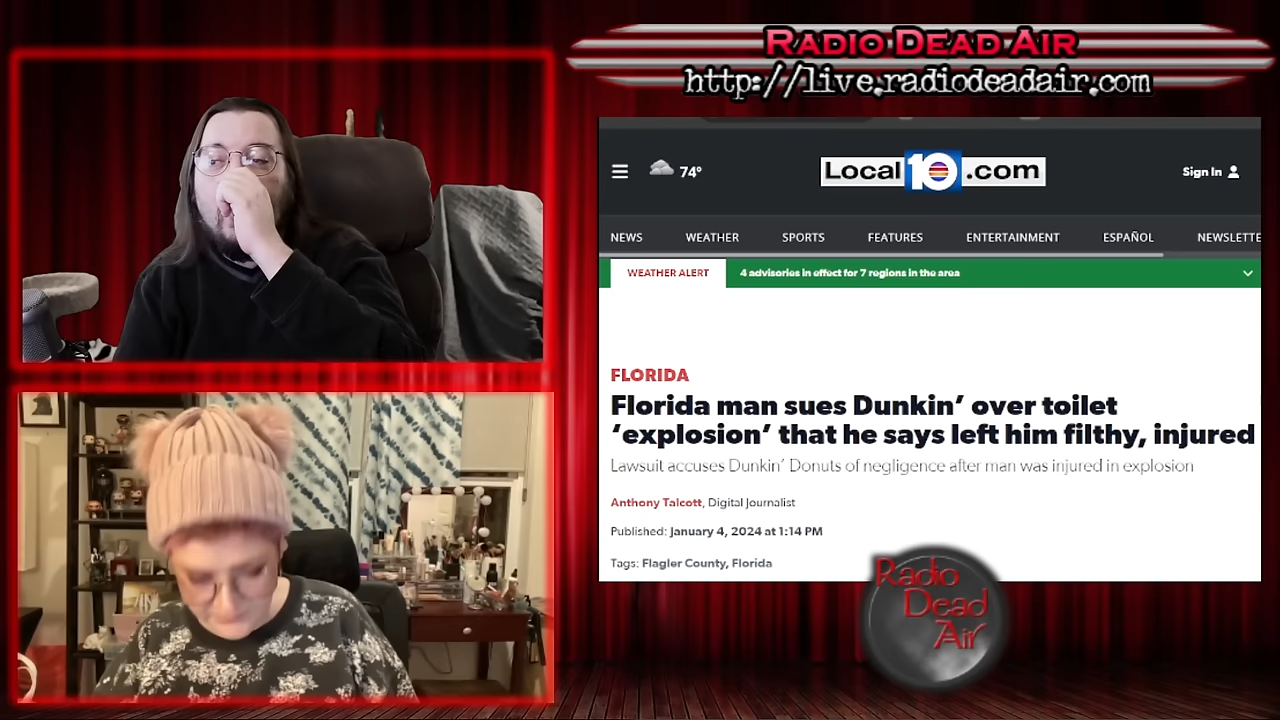 RADIO DEAD AIR
http://live.radiodeadair.com
74°
Local 10 .com
Sign In
NEWS WEATHER SPORTS FEATURES ENTERTAINMENT ESPAÑOL NEWSLETTE
WEATHER ALERT 4 advisories in effect for 7 regions in the area
FLORIDA
Florida man sues Dunkin’ over toilet
‘explosion’ that he says left him filthy, injured
Lawsuit accuses Dunkin’ Donuts of negligence after man was injured in explosion
Anthony Talcott, Digital Journalist
Published: January 4, 2024 at 1:14 PM
Tags: Flagler County, Florida
Radio
Dead
Air